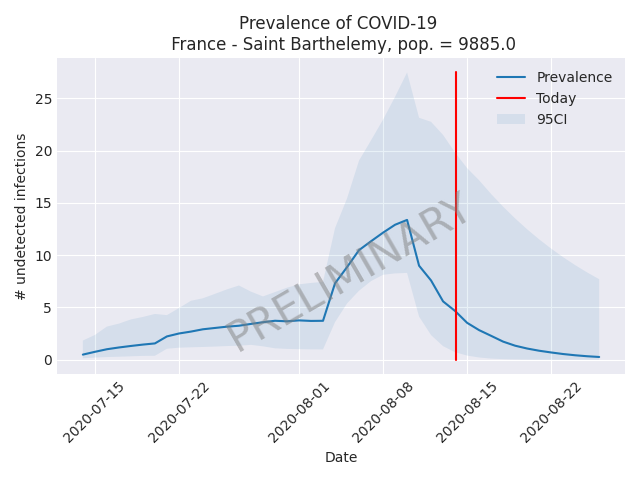 Prevalence of COVID-19
France - Saint Barthelemy, pop. = 9885.0
Prevalence
Today
95CI
# undetected infections
25
20
15
10
5
0
PRELIMINARY
2020-07-15
2020-07-22
2020-08-01
2020-08-08
2020-08-15
2020-08-22
Date